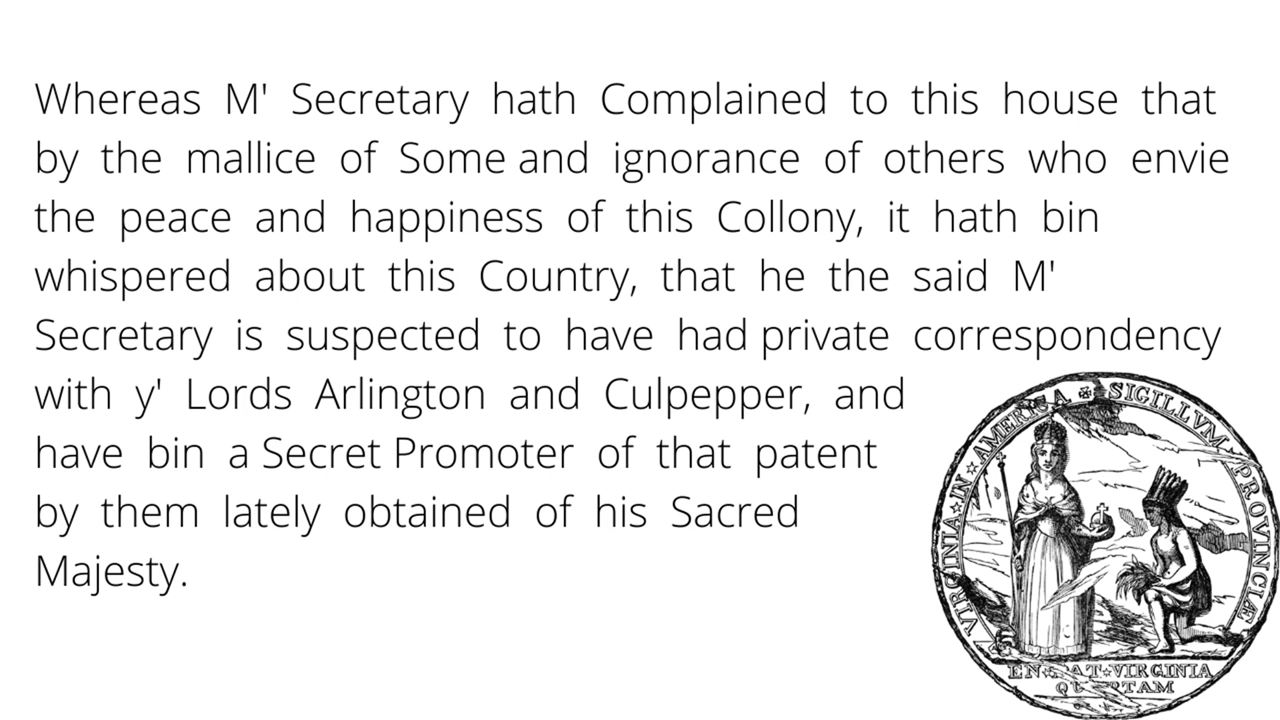 Whereas M' Secretary hath Complained to this house that
by the mallice of Some and ignorance of others who envie
the peace and happiness of this Collony, it hath bin
whispered about this Country, that he the said M'
Secretary is suspected to have had private correspondency
with y' Lords Arlington and Culpepper, and
have bin a Secret Promoter of that patent
by them lately obtained of his Sacred
Majesty.
VIRGINIA IN AMERICA SIGILLVM PROVINCIÆ
VIRGINIA